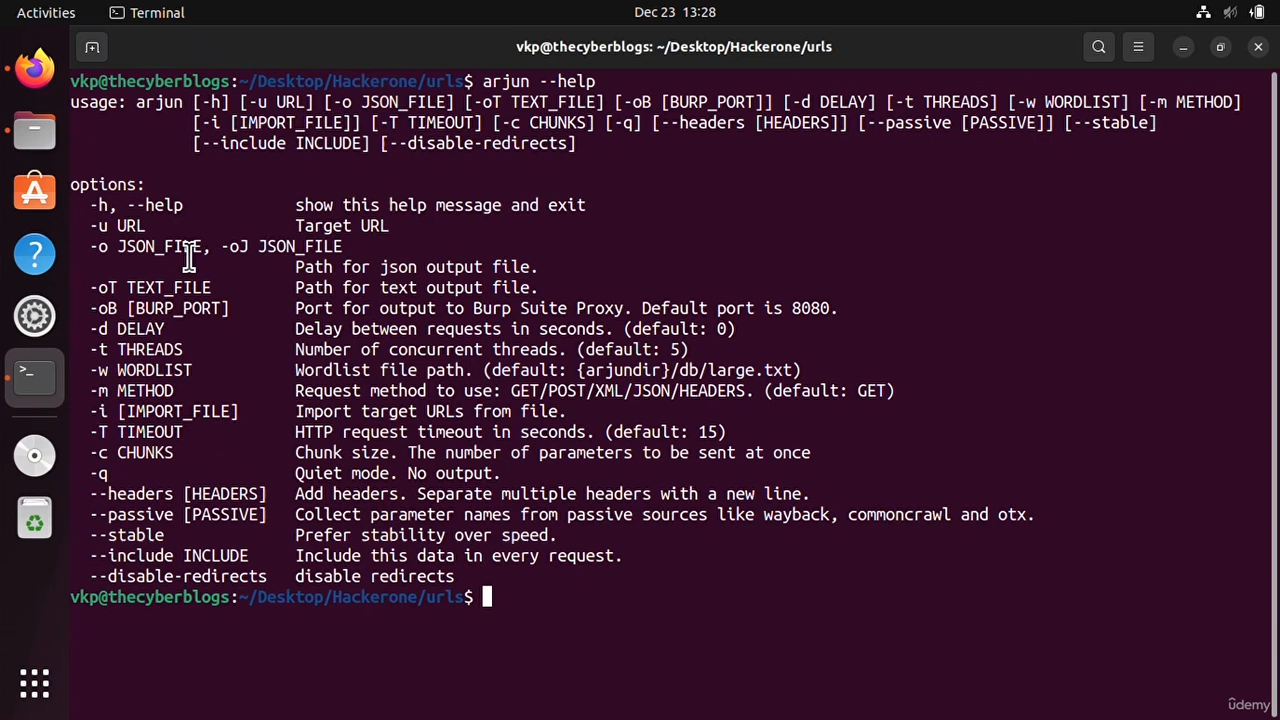 Activities Terminal Dec 23 13:28
vkp@thecyberblogs: ~/Desktop/Hackerone/urls
vkp@thecyberblogs:~/Desktop/Hackerone/urls$ arjun --help
usage: arjun [-h] [-u URL] [-o JSON_FILE] [-oT TEXT_FILE] [-oB [BURP_PORT]] [-d DELAY] [-t THREADS] [-w WORDLIST] [-m METHOD]
[-i [IMPORT_FILE]] [-T TIMEOUT] [-c CHUNKS] [-q] [--headers [HEADERS]] [--passive [PASSIVE]] [--stable]
[--include INCLUDE] [--disable-redirects]
options:
-h, --help show this help message and exit
-u URL Target URL
-o JSON_FILE, -oJ JSON_FILE
Path for json output file.
-oT TEXT_FILE Path for text output file.
-oB [BURP_PORT] Port for output to Burp Suite Proxy. Default port is 8080.
-d DELAY Delay between requests in seconds. (default: 0)
-t THREADS Number of concurrent threads. (default: 5)
-w WORDLIST Wordlist file path. (default: {arjundir}/db/large.txt)
-m METHOD Request method to use: GET/POST/XML/JSON/HEADERS. (default: GET)
-i [IMPORT_FILE] Import target URLs from file.
-T TIMEOUT HTTP request timeout in seconds. (default: 15)
-c CHUNKS Chunk size. The number of parameters to be sent at once
-q Quiet mode. No output.
--headers [HEADERS] Add headers. Separate multiple headers with a new line.
--passive [PASSIVE] Collect parameter names from passive sources like wayback, commoncrawl and otx.
--stable Prefer stability over speed.
--include INCLUDE Include this data in every request.
--disable-redirects disable redirects
vkp@thecyberblogs:~/Desktop/Hackerone/urls$
ûdemy